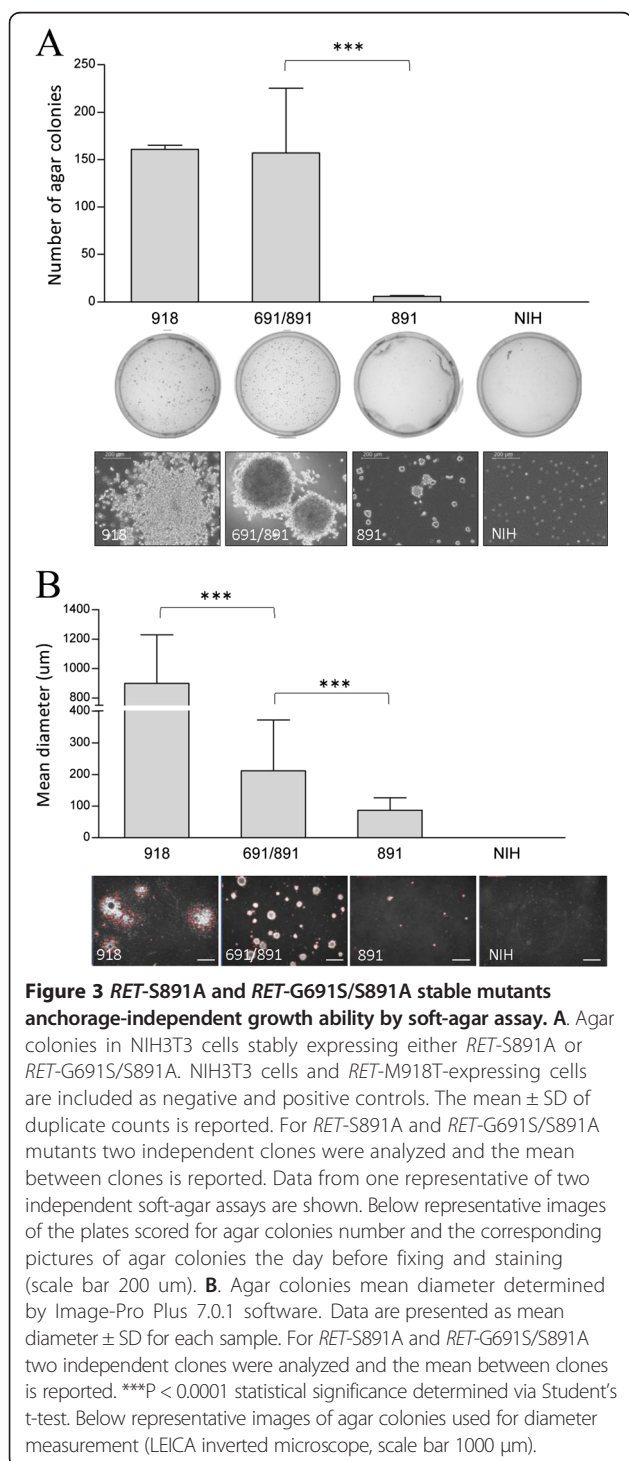 A
***
Number of agar colonies
250
200
150
100
50
0
918 691/891 891 NIH
200 µm 200 µm 200 µm 200 µm
918 691/891 891 NIH
B
***
***
Mean diameter (um)
1400
1200
1000
800
400
300
200
100
0
918 691/891 891 NIH
918 691/891 891 NIH
Figure 3 RET-S891A and RET-G691S/S891A stable mutants
anchorage-independent growth ability by soft-agar assay. A. Agar
colonies in NIH3T3 cells stably expressing either RET-S891A or
RET-G691S/S891A. NIH3T3 cells and RET-M918T-expressing cells
are included as negative and positive controls. The mean ± SD of
duplicate counts is reported. For RET-S891A and RET-G691S/S891A
mutants two independent clones were analyzed and the mean
between clones is reported. Data from one representative of two
independent soft-agar assays are shown. Below representative images
of the plates scored for agar colonies number and the corresponding
pictures of agar colonies the day before fixing and staining
(scale bar 200 um). B. Agar colonies mean diameter determined
by Image-Pro Plus 7.0.1 software. Data are presented as mean
diameter ± SD for each sample. For RET-S891A and RET-G691S/S891A
two independent clones were analyzed and the mean between clones
is reported. ***P < 0.0001 statistical significance determined via Student's
t-test. Below representative images of agar colonies used for diameter
measurement (LEICA inverted microscope, scale bar 1000 µm).